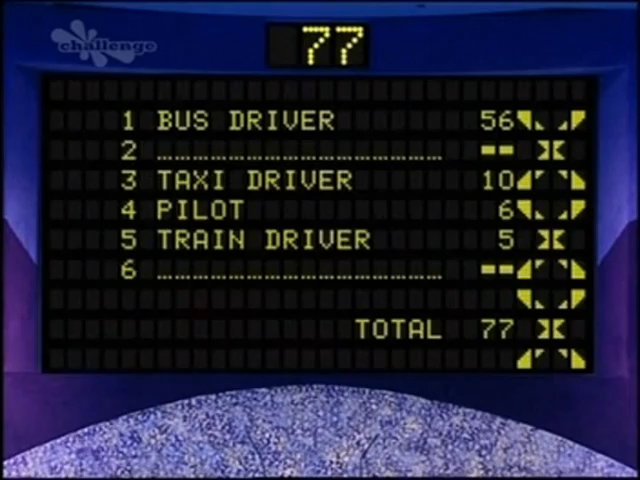 challenge
77
1 BUS DRIVER 56
2 ........................ --
3 TAXI DRIVER 10
4 PILOT 6
5 TRAIN DRIVER 5
6 ........................ --
TOTAL 77